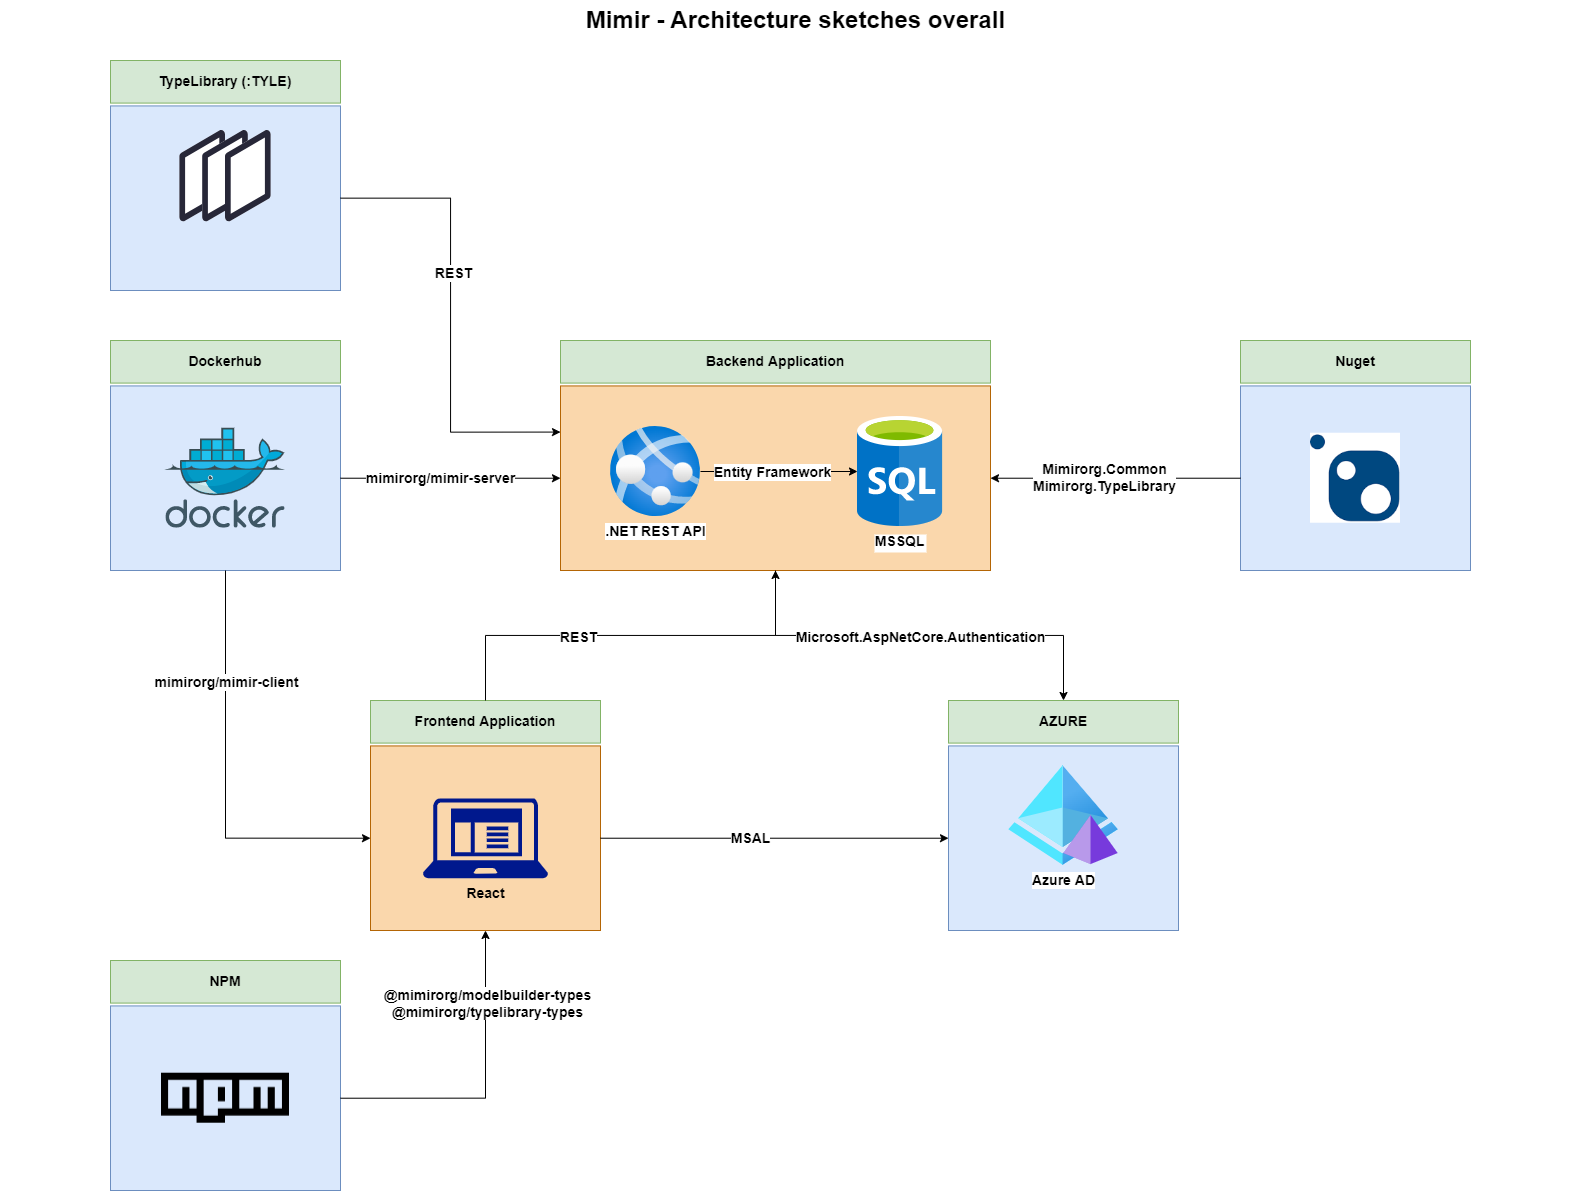 Mimir - Architecture sketches overall
TypeLibrary (:TYLE)
REST
Dockerhub
docker
mimirorg/mimir-server
Backend Application
Entity Framework
SQL
.NET REST API
MSSQL
Mimirorg.Common
Mimirorg.TypeLibrary
Nuget
REST
Microsoft.AspNetCore.Authentication
mimirorg/mimir-client
Frontend Application
React
MSAL
AZURE
Azure AD
@mimirorg/modelbuilder-types
@mimirorg/typelibrary-types
NPM
npm